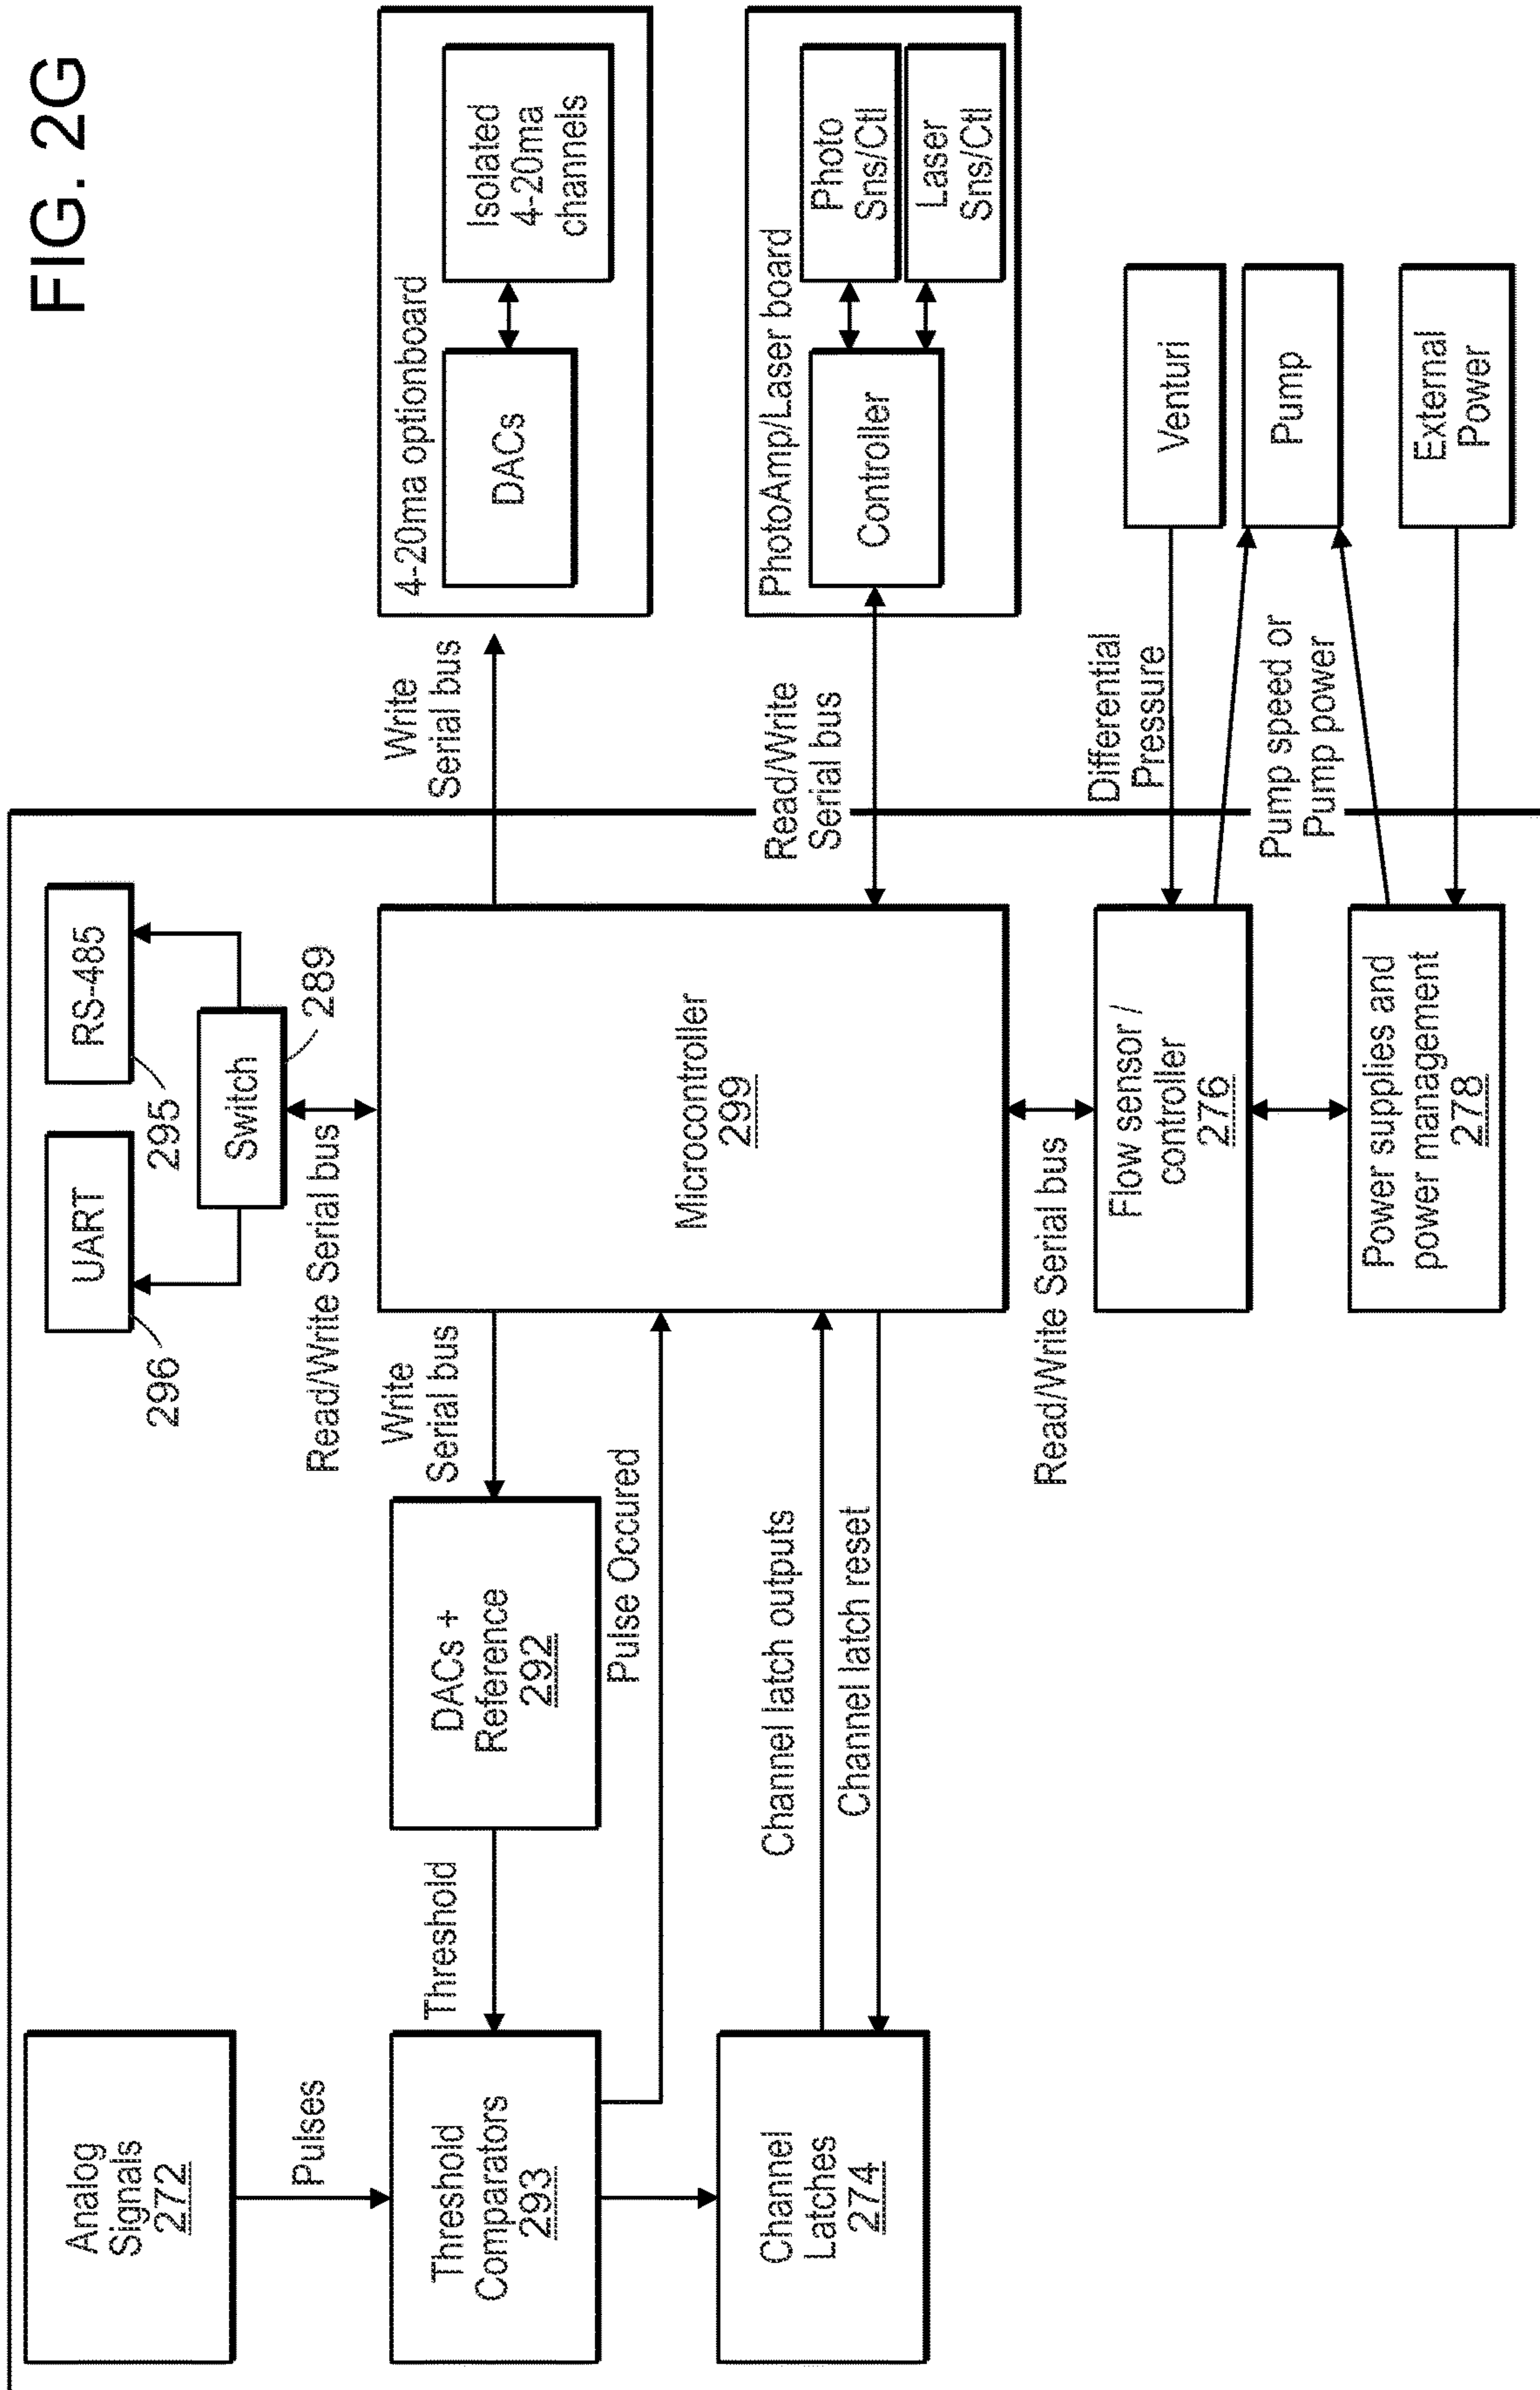 FIG. 2G
Analog
Signals
272
Pulses
Threshold
Comparators
293
Channel
Latches
274
Threshold
DACs +
Reference
292
Pulse Occured
Channel latch outputs
Channel latch reset
Write
Serial bus
296
UART
295
RS-485
Switch
289
Read/Write Serial bus
Microcontroller
299
Read/Write Serial bus
Flow sensor /
controller
276
Power supplies and
power management
278
Write
Serial bus
Read/Write
Serial bus
Differential
Pressure
Pump speed or
Pump power
4-20ma optionboard
DACs
Isolated
4-20ma
channels
PhotoAmp/Laser board
Controller
Photo
Sns/Ctl
Laser
Sns/Ctl
Venturi
Pump
External
Power